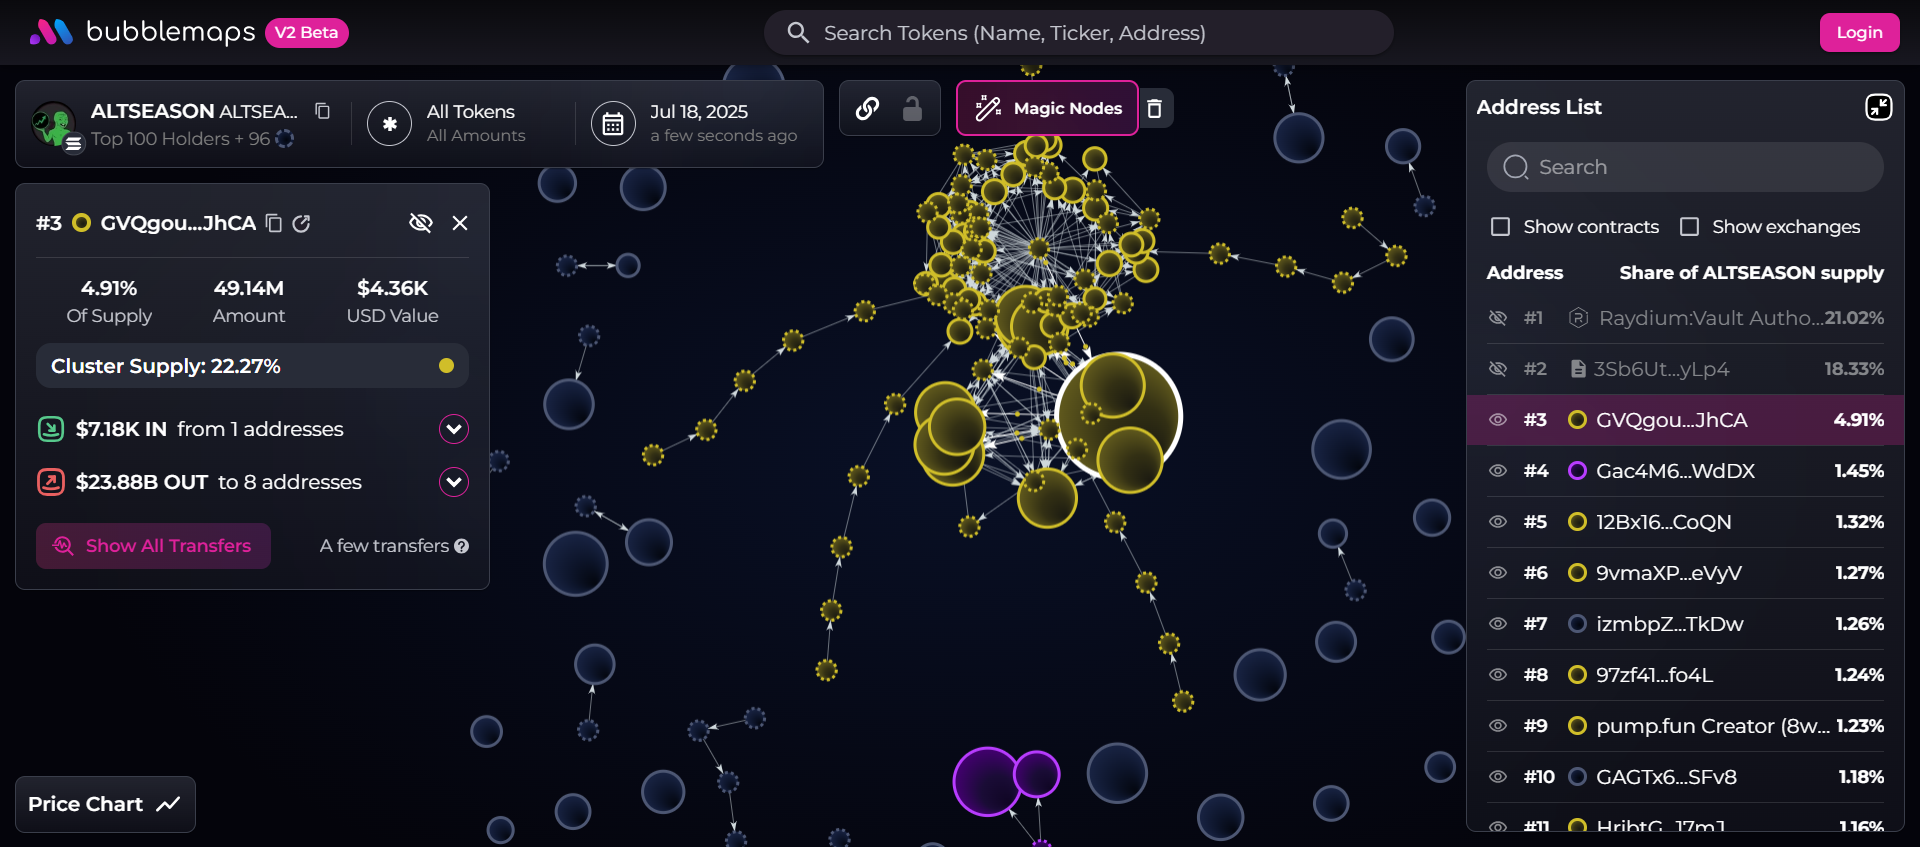 bubblemaps V2 Beta
Search Tokens (Name, Ticker, Address)
Login
ALTSEASON ALTSEA...
Top 100 Holders + 96
All Tokens
All Amounts
Jul 18, 2025
a few seconds ago
Magic Nodes
#3 GVQgou...JhCA
4.91%
Of Supply
49.14M
Amount
$4.36K
USD Value
Cluster Supply: 22.27%
$7.18K IN from 1 addresses
$23.88B OUT to 8 addresses
Show All Transfers
A few transfers ?
Price Chart
Address List
Search
Show contracts Show exchanges
Address Share of ALTSEASON supply
#1 Raydium:Vault Autho... 21.02%
#2 3Sb6Ut...yLp4 18.33%
#3 GVQgou...JhCA 4.91%
#4 Gac4M6...WdDX 1.45%
#5 12Bx16...CoQN 1.32%
#6 9vmaXP...eVyV 1.27%
#7 izmbpZ...TkDw 1.26%
#8 97zf41...fo4L 1.24%
#9 pump.fun Creator (8w... 1.23%
#10 GAGTx6...SFv8 1.18%
#11 1.16%